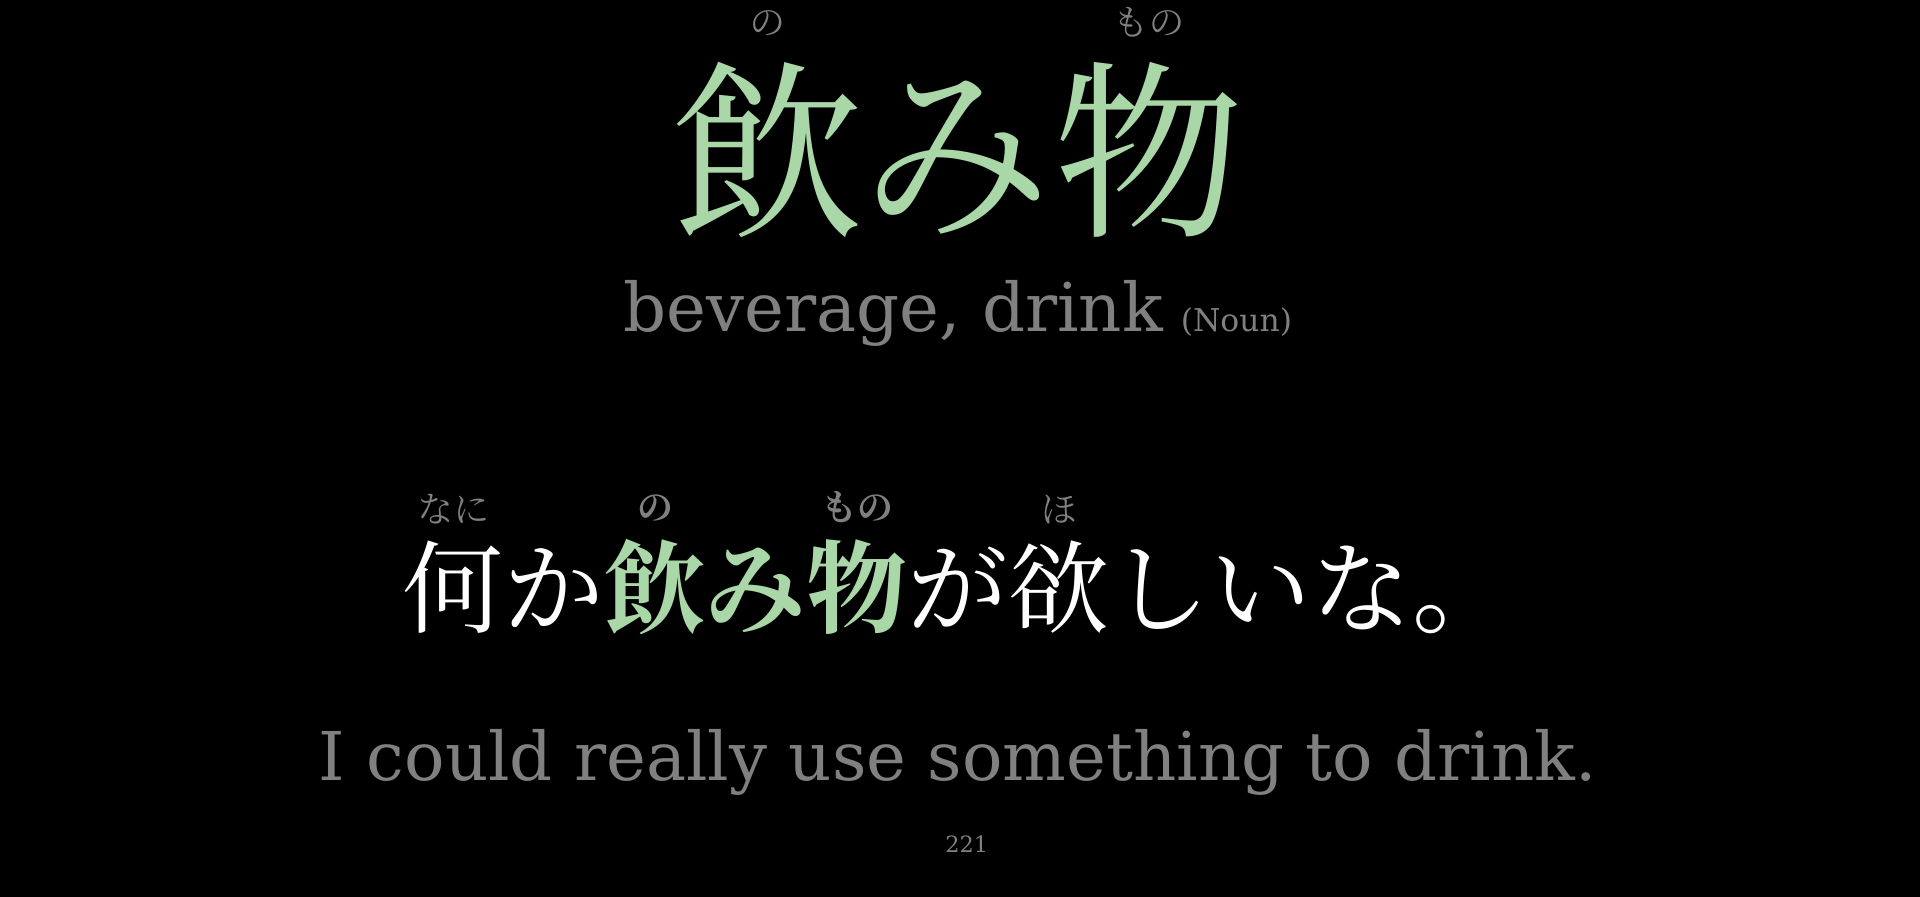 の もの
飲み物
beverage, drink (Noun)
なに の もの ほ
何か飲み物が欲しいな。
I could really use something to drink.
221